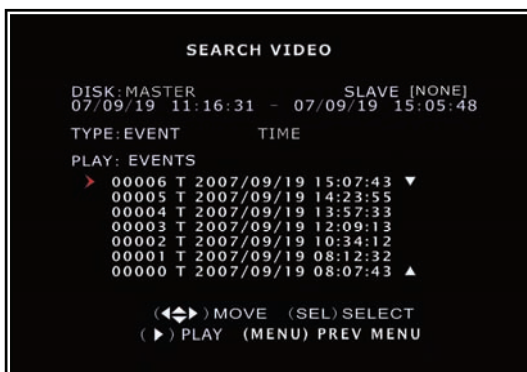 SEARCH VIDEO
DISK:MASTER SLAVE [NONE]
07/09/19 11:16:31 - 07/09/19 15:05:48
TYPE:EVENT TIME
PLAY: EVENTS
00006 T 2007/09/19 15:07:43 ▼
00005 T 2007/09/19 14:23:55
00004 T 2007/09/19 13:57:33
00003 T 2007/09/19 12:09:13
00002 T 2007/09/19 10:34:12
00001 T 2007/09/19 08:12:32
00000 T 2007/09/19 08:07:43 ▲
(◀◆▶) MOVE (SEL) SELECT
(▶) PLAY (MENU) PREV MENU